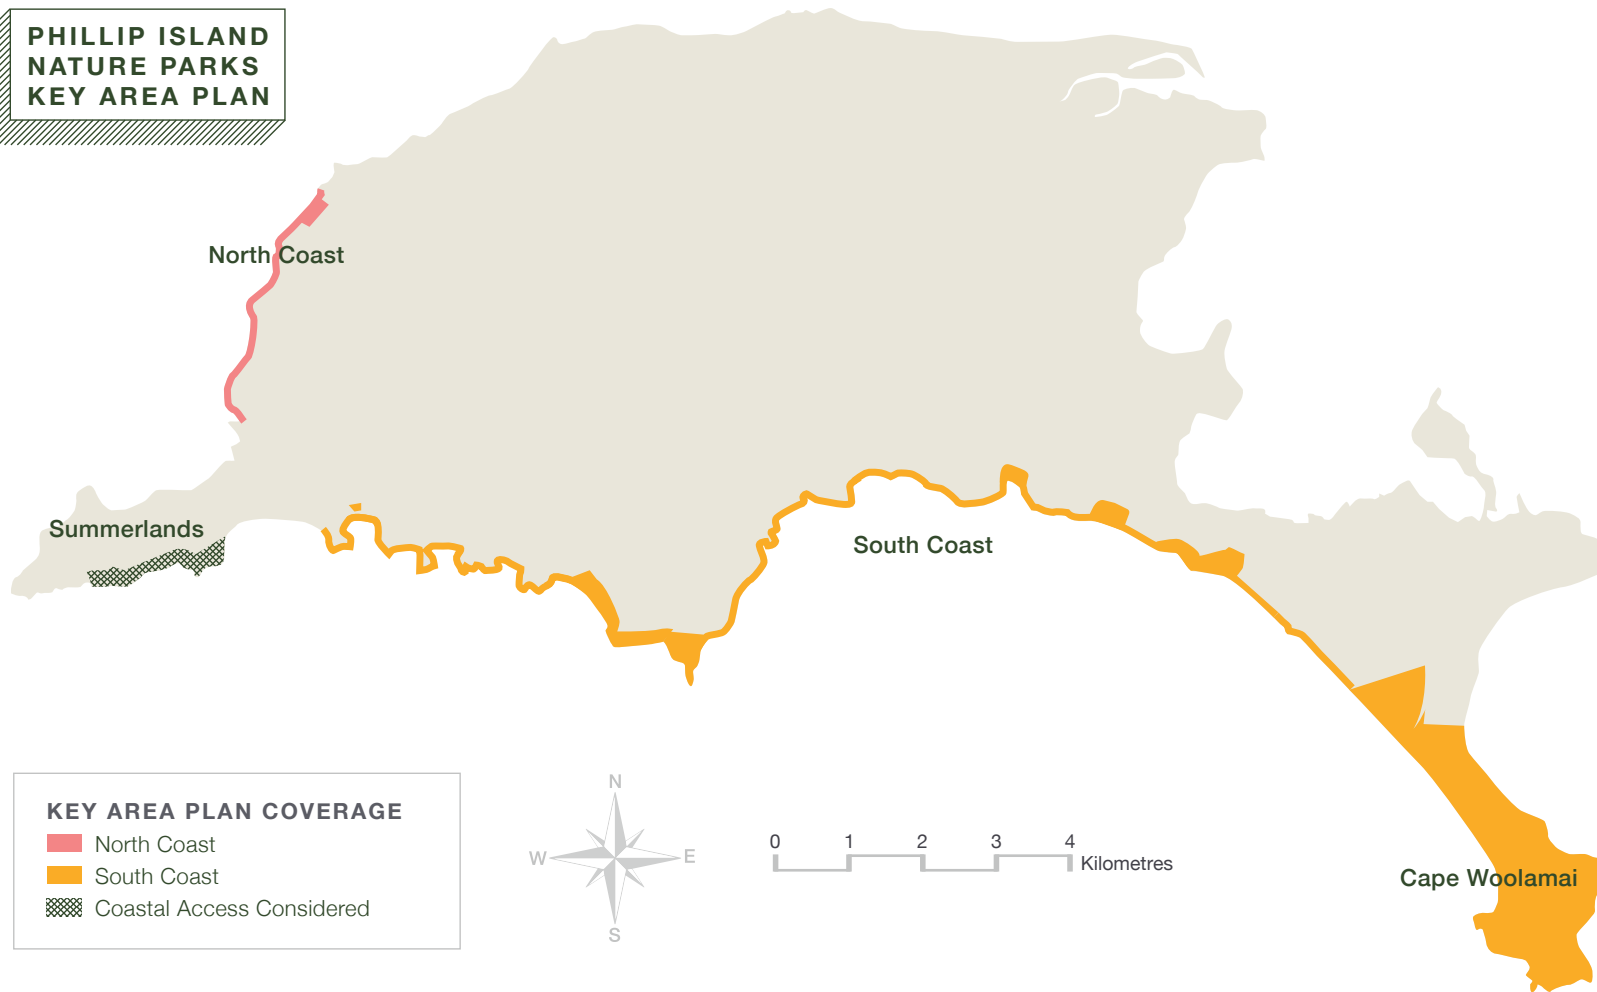 PHILLIP ISLAND
NATURE PARKS
KEY AREA PLAN
North Coast
Summerlands
South Coast
Cape Woolamai
KEY AREA PLAN COVERAGE
North Coast
South Coast
Coastal Access Considered
N
W
E
S
0 1 2 3 4
Kilometres